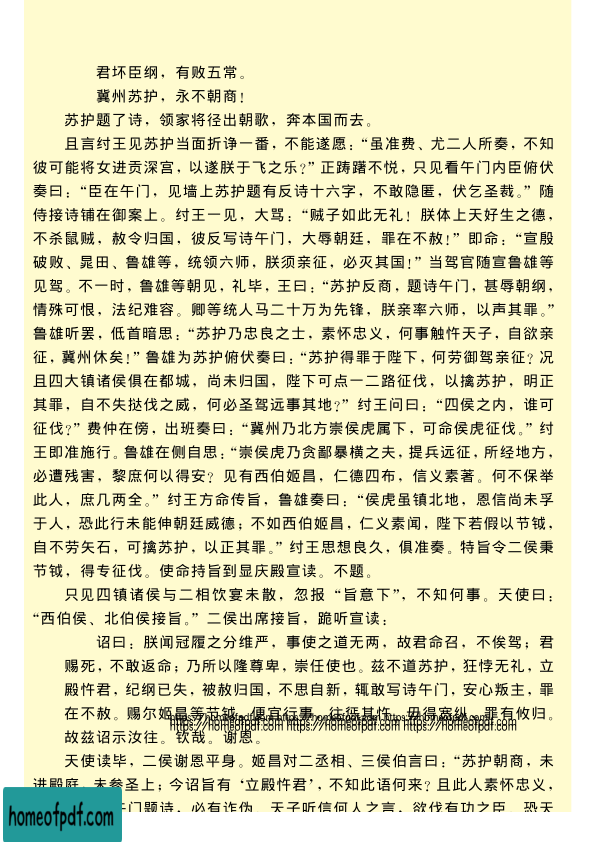 君坏臣纲，有败五常。
冀州苏护，永不朝商！
苏护题了诗，领家将径出朝歌，奔本国而去。
且言纣王见苏护当面折诤一番，不能遂愿：“虽准费、尤二人所奏，不知
彼可能将女进贡深宫，以遂朕于飞之乐？”正踌躇不悦，只见看午门内臣俯伏
奏曰：“臣在午门，见墙上苏护题有反诗十六字，不敢隐匿，伏乞圣裁。”随
侍接诗铺在御案上。纣王一见，大骂：“贼子如此无礼！朕体上天好生之德，
不杀鼠贼，赦令归国，彼反写诗午门，大辱朝廷，罪在不赦！”即命：“宣殷
破败、晁田、鲁雄等，统领六师，朕须亲征，必灭其国！”当驾官随宣鲁雄等
见驾。不一时，鲁雄等朝见，礼毕，王曰：“苏护反商，题诗午门，甚辱朝纲，
情殊可恨，法纪难容。卿等统人马二十万为先锋，朕亲率六师，以声其罪。”
鲁雄听罢，低首暗思：“苏护乃忠良之士，素怀忠义，何事触忤天子，自欲亲
征，冀州休矣！”鲁雄为苏护俯伏奏曰：“苏护得罪于陛下，何劳御驾亲征？况
且四大镇诸侯俱在都城，尚未归国，陛下可点一二路征伐，以擒苏护，明正
其罪，自不失挞伐之威，何必圣驾远事其地？”纣王问曰：“四侯之内，谁可
征伐？”费仲在傍，出班奏曰：“冀州乃北方崇侯虎属下，可命侯虎征伐。”纣
王即准施行。鲁雄在侧自思：“崇侯虎乃贪鄙暴横之夫，提兵远征，所经地方，
必遭残害，黎庶何以得安？见有西伯姬昌，仁德四布，信义素著。何不保举
此人，庶几两全。”纣王方命传旨，鲁雄奏曰：“侯虎虽镇北地，恩信尚未孚
于人，恐此行未能伸朝廷威德；不如西伯姬昌，仁义素闻，陛下若假以节钺，
自不劳矢石，可擒苏护，以正其罪。”纣王思想良久，俱准奏。特旨令二侯秉
节钺，得专征伐。使命持旨到显庆殿宣读。不题。
只见四镇诸侯与二相饮宴未散，忽报“旨意下”，不知何事。天使曰：
“西伯侯、北伯侯接旨。”二侯出席接旨，跪听宣读：
诏曰：朕闻冠履之分维严，事使之道无两，故君命召，不俟驾；君
赐死，不敢返命；乃所以隆尊卑，崇任使也。兹不道苏护，狂悖无礼，立
殿忤君，纪纲已失，被赦归国，不思自新，辄敢写诗午门，安心叛主，罪
在不赦。赐尔姬昌等节钺，便宜行事，往惩其忤，毋得宽纵，罪有攸归。
https://homeofpdf.com https://homeofpdf.com https://homeofpdf.com
https://homeofpdf.com https://homeofpdf.com https://homeofpdf.com
故兹诏示汝往。钦哉。谢恩。
天使读毕，二侯谢恩平身。姬昌对二丞相、三侯伯言曰：“苏护朝商，未
进殿庭，未参圣上；今诏旨有‘立殿忤君’，不知此语何来？且此人素怀忠义，
午门题诗，必有诈伪。天子听信何人之言，欲伐有功之臣。恐天
homeofpdf.com